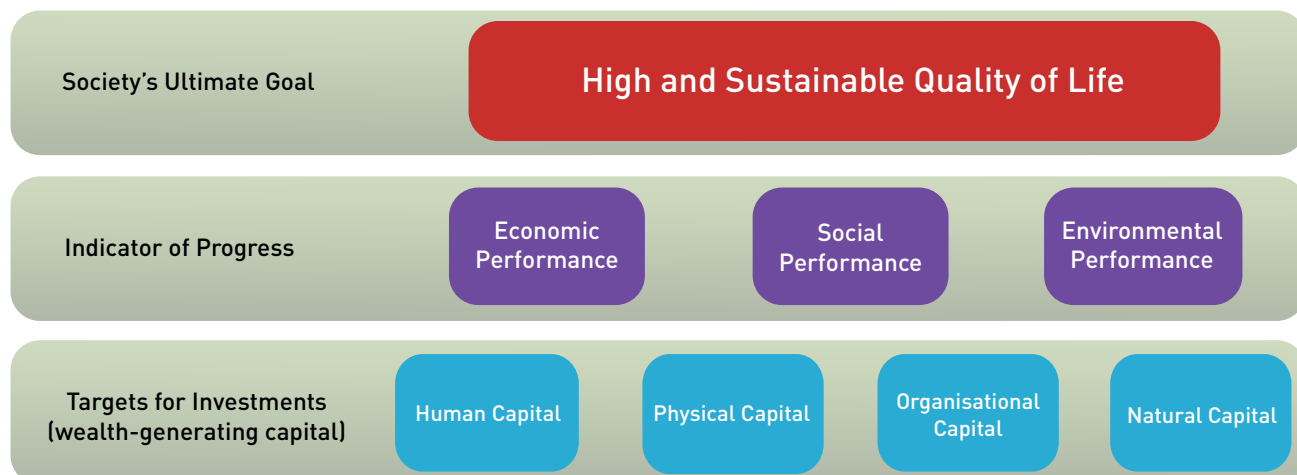 Society's Ultimate Goal
High and Sustainable Quality of Life
Indicator of Progress
Economic
Performance
Social
Performance
Environmental
Performance
Targets for Investments
(wealth-generating capital)
Human Capital
Physical Capital
Organisational
Capital
Natural Capital